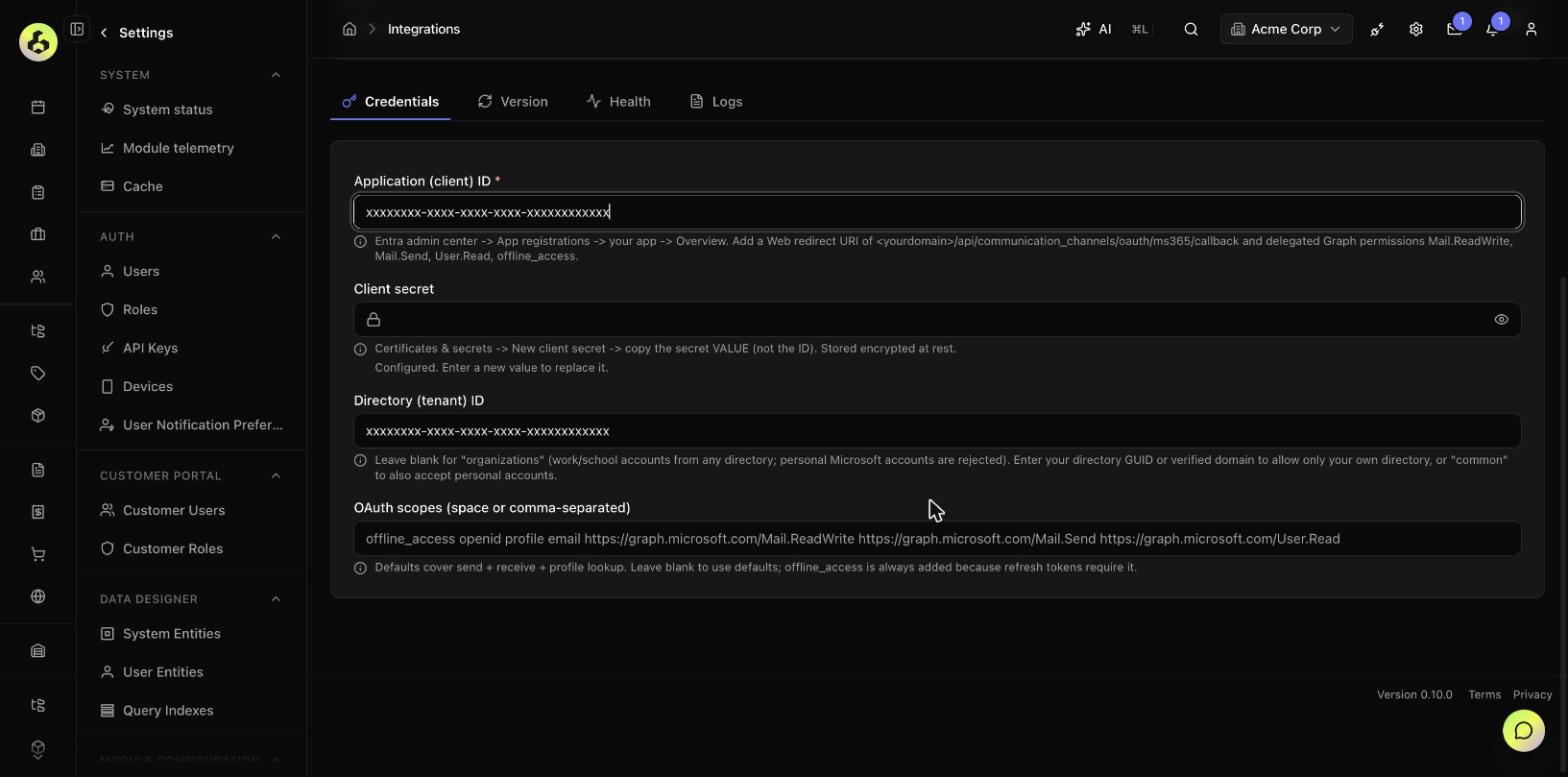 Settings
Integrations
AI
⌘L
Acme Corp
1
1
SYSTEM
System status
Module telemetry
Cache
AUTH
Users
Roles
API Keys
Devices
User Notification Prefer...
CUSTOMER PORTAL
Customer Users
Customer Roles
DATA DESIGNER
System Entities
User Entities
Query Indexes
MODULE CONFIGURATION
Credentials
Version
Health
Logs
Application (client) ID *
xxxxxxxx-xxxx-xxxx-xxxx-xxxxxxxxxxxx
Entra admin center -> App registrations -> your app -> Overview. Add a Web redirect URI of <yourdomain>/api/communication_channels/oauth/ms365/callback and delegated Graph permissions Mail.ReadWrite,
Mail.Send, User.Read, offline_access.
Client secret
Certificates & secrets -> New client secret -> copy the secret VALUE (not the ID). Stored encrypted at rest.
Configured. Enter a new value to replace it.
Directory (tenant) ID
xxxxxxxx-xxxx-xxxx-xxxx-xxxxxxxxxxxx
Leave blank for "organizations" (work/school accounts from any directory; personal Microsoft accounts are rejected). Enter your directory GUID or verified domain to allow only your own directory, or "common"
to also accept personal accounts.
OAuth scopes (space or comma-separated)
offline_access openid profile email https://graph.microsoft.com/Mail.ReadWrite https://graph.microsoft.com/Mail.Send https://graph.microsoft.com/User.Read
Defaults cover send + receive + profile lookup. Leave blank to use defaults; offline_access is always added because refresh tokens require it.
Version 0.10.0
Terms
Privacy